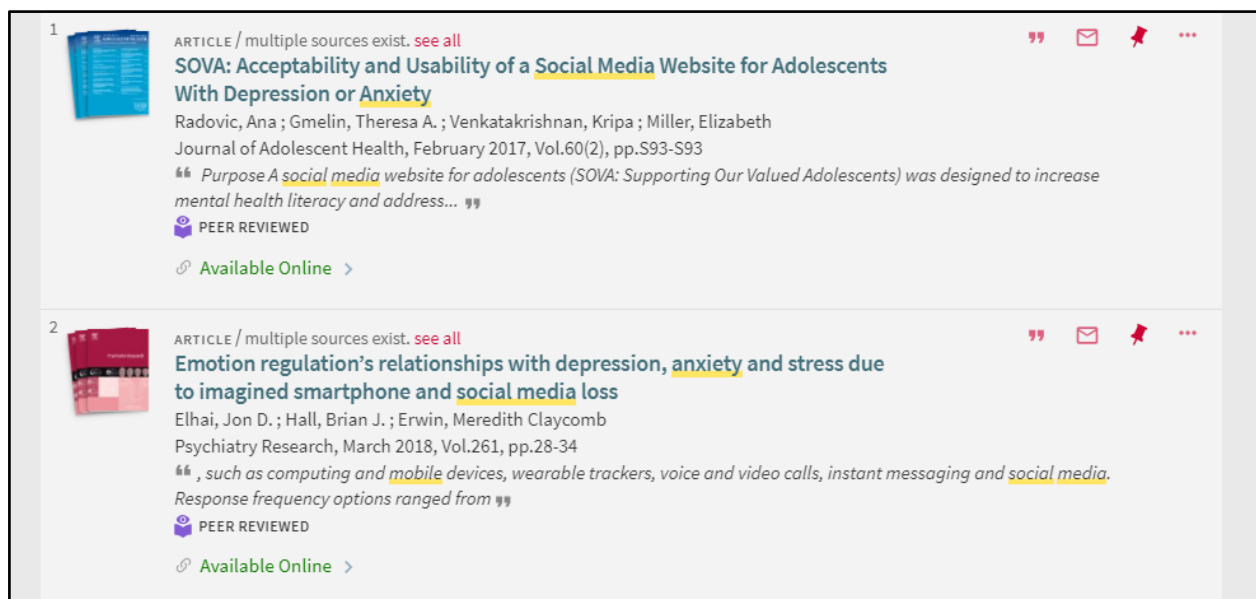 1
ARTICLE / multiple sources exist. see all
SOVA: Acceptability and Usability of a Social Media Website for Adolescents
With Depression or Anxiety
Radovic, Ana ; Gmelin, Theresa A. ; Venkatakrishnan, Kripa ; Miller, Elizabeth
Journal of Adolescent Health, February 2017, Vol.60(2), pp.S93-S93
❝ Purpose A social media website for adolescents (SOVA: Supporting Our Valued Adolescents) was designed to increase
mental health literacy and address... ❞
PEER REVIEWED
Available Online >
2
ARTICLE / multiple sources exist. see all
Emotion regulation’s relationships with depression, anxiety and stress due
to imagined smartphone and social media loss
Elhai, Jon D. ; Hall, Brian J. ; Erwin, Meredith Claycomb
Psychiatry Research, March 2018, Vol.261, pp.28-34
❝ , such as computing and mobile devices, wearable trackers, voice and video calls, instant messaging and social media.
Response frequency options ranged from ❞
PEER REVIEWED
Available Online >